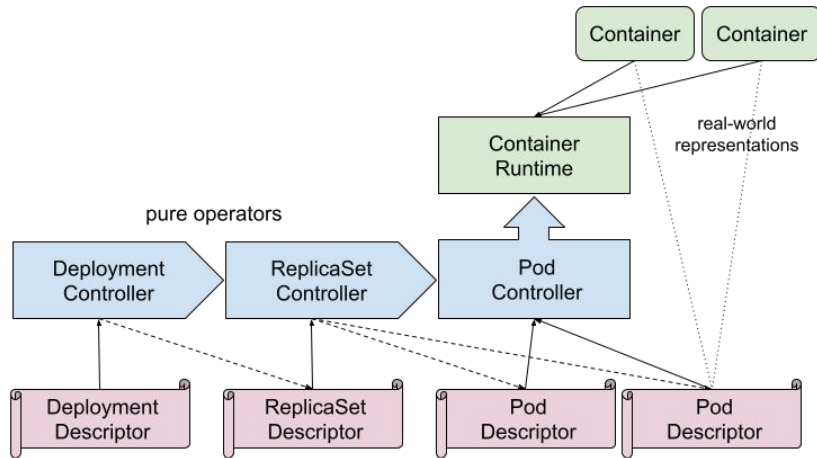 Container
Container
real-world
representations
Container
Runtime
pure operators
Deployment
Controller
ReplicaSet
Controller
Pod
Controller
Deployment
Descriptor
ReplicaSet
Descriptor
Pod
Descriptor
Pod
Descriptor